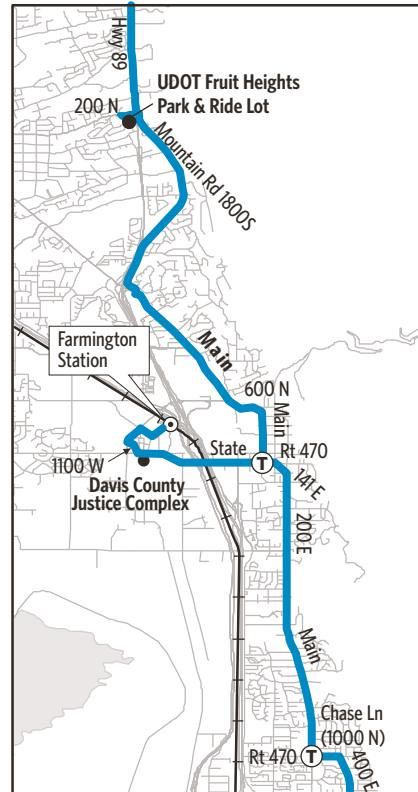 Hwy 89
UDOT Fruit Heights
Park & Ride Lot
200 N
Mountain Rd 1800S
Main
Farmington
Station
600 N
Main
State
T
Rt 470
1100 W
141 E
Davis County
Justice Complex
200 E
Main
Chase Ln
(1000 N)
Rt 470
T
400 E